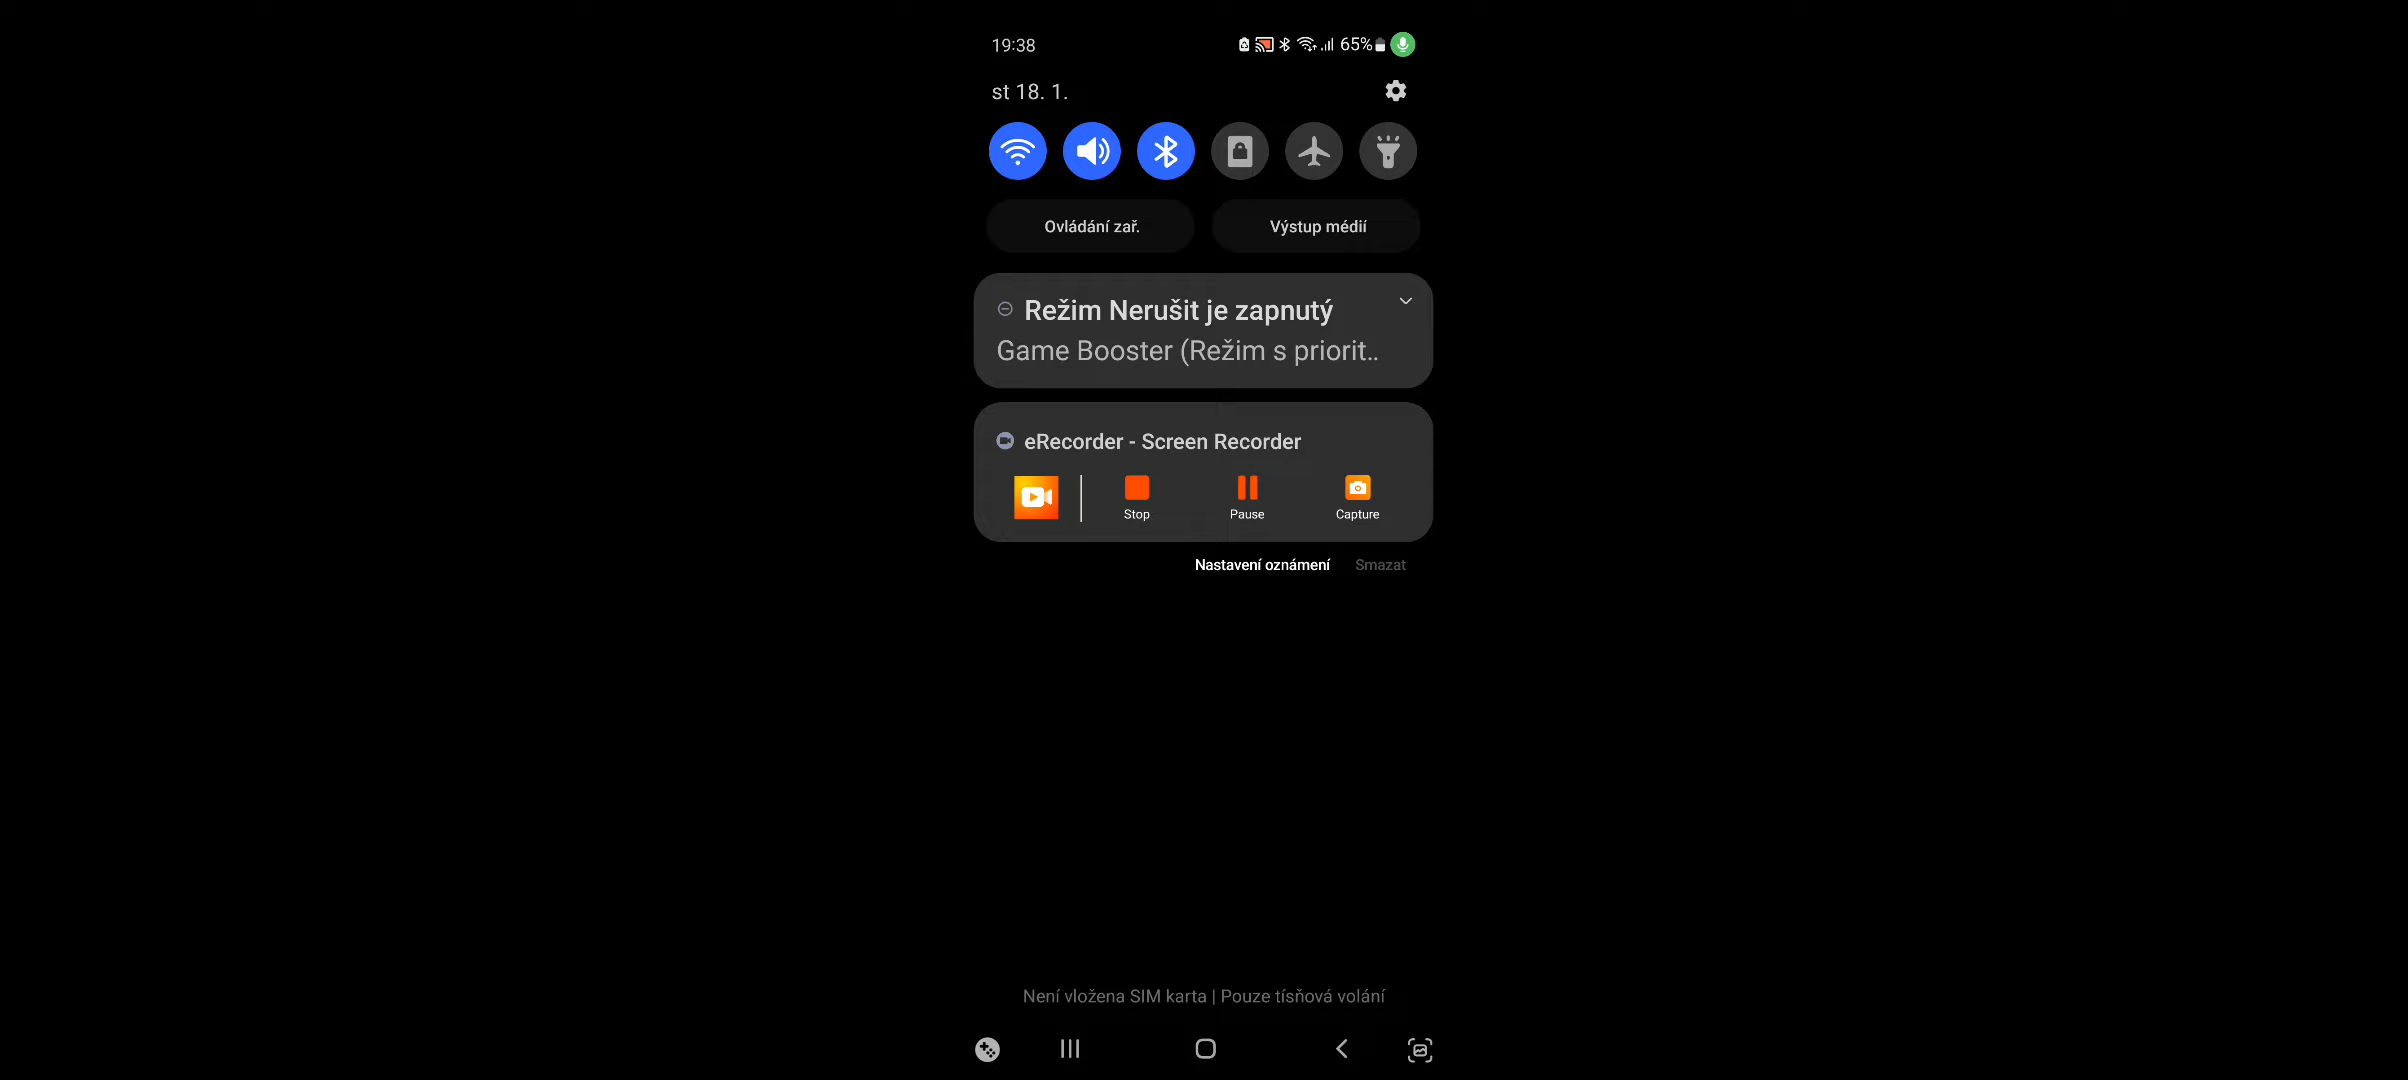 19:38
65%
st 18. 1.
Ovládání zař.
Výstup médií
Režim Nerušit je zapnutý
Game Booster (Režim s priorit..
eRecorder - Screen Recorder
Stop
Pause
Capture
Nastavení oznámení
Smazat
Není vložena SIM karta | Pouze tísňová volání